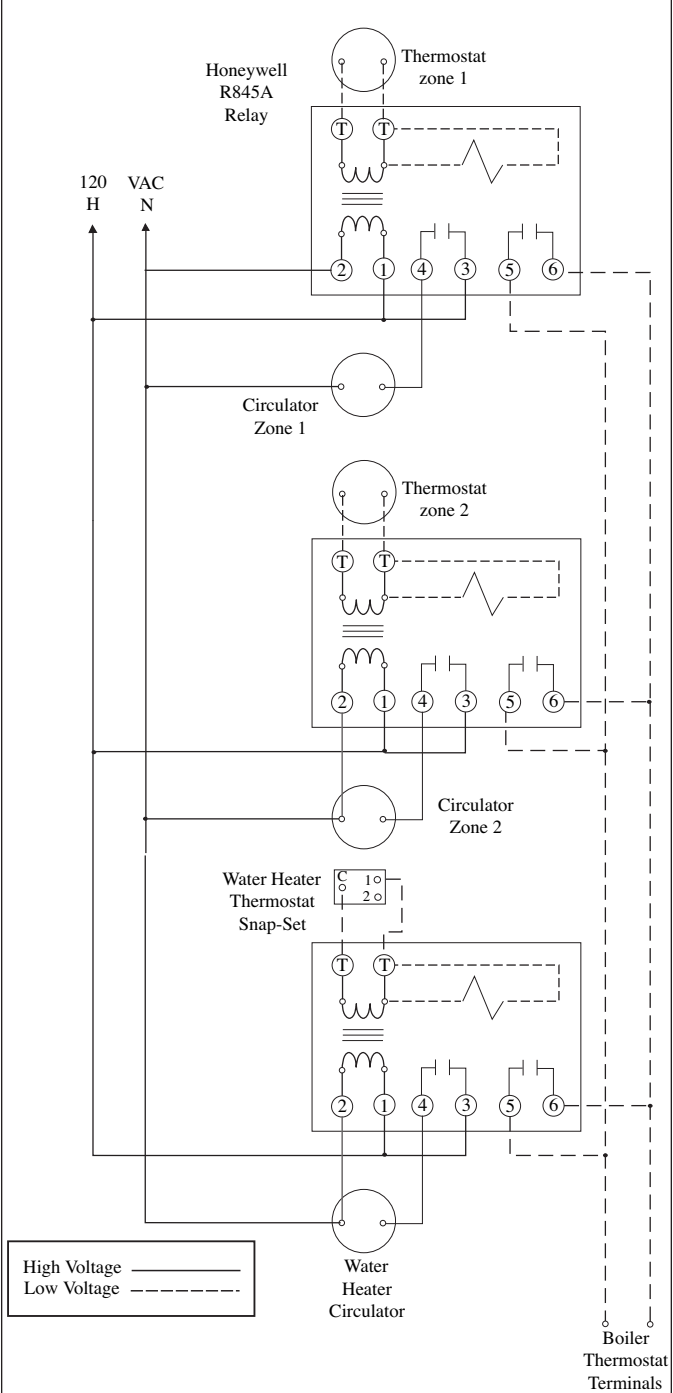 Honeywell
R845A
Relay
Thermostat
zone 1
T T
120 VAC
H N
2 1 4 3 5 6
Circulator
Zone 1
Thermostat
zone 2
T T
2 1 4 3 5 6
Circulator
Zone 2
Water Heater
Thermostat
Snap-Set
C 1
2
T T
2 1 4 3 5 6
High Voltage
Low Voltage
Water
Heater
Circulator
Boiler
Thermostat
Terminals